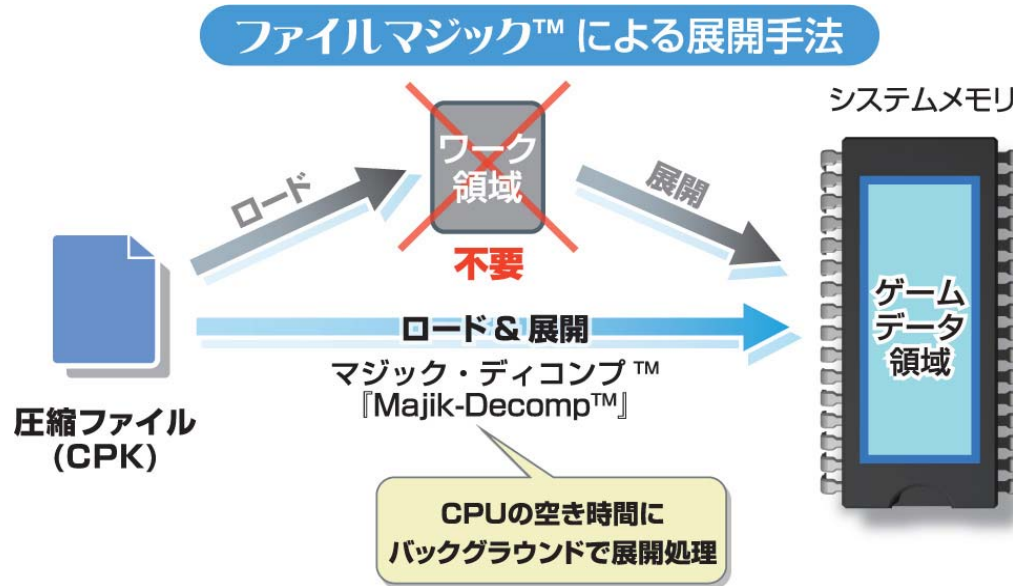 ファイルマジック™ による展開手法
システムメモリ
ワーク
領域
ロード
展開
不要
ゲーム
データ
領域
ロード & 展開
マジック・ディコンプ ™
『Majik-Decomp™』
圧縮ファイル
(CPK)
CPUの空き時間に
バックグラウンドで展開処理